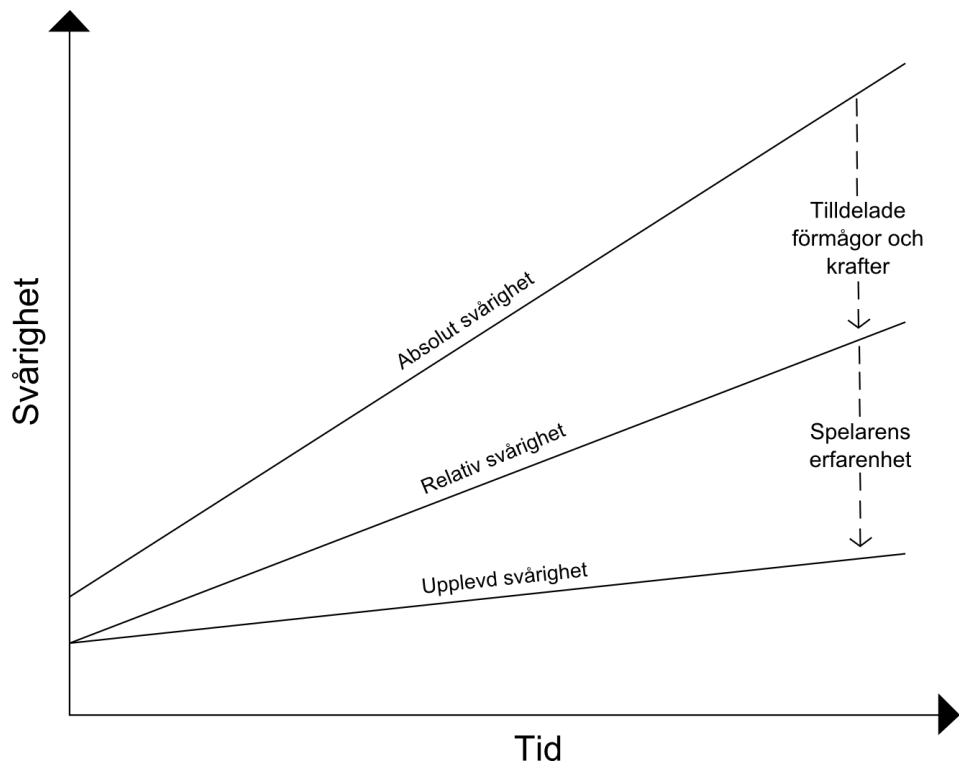 Tilldelade
förmågor och
krafter
Absolut svårighet
Svårighet
Relativ svårighet
Spelarens
erfarenhet
Upplevd svårighet
Tid